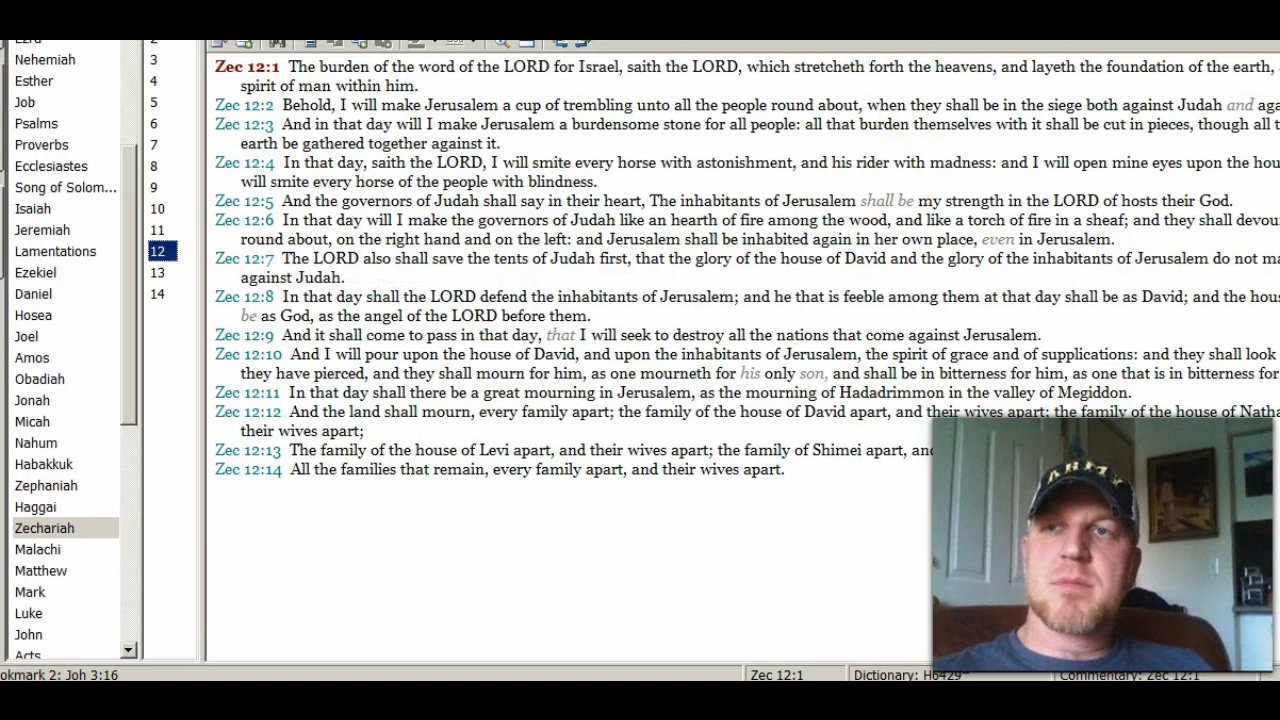 Nehemiah
Esther
Job
Psalms
Proverbs
Ecclesiastes
Song of Solom...
Isaiah
Jeremiah
Lamentations
Ezekiel
Daniel
Hosea
Joel
Amos
Obadiah
Jonah
Micah
Nahum
Habakkuk
Zephaniah
Haggai
Zechariah
Malachi
Matthew
Mark
Luke
John
Acts
3
4
5
6
7
8
9
10
11
12
13
14
Zec 12:1 The burden of the word of the LORD for Israel, saith the LORD, which stretcheth forth the heavens, and layeth the foundation of the earth,
spirit of man within him.
Zec 12:2 Behold, I will make Jerusalem a cup of trembling unto all the people round about, when they shall be in the siege both against Judah and aga
Zec 12:3 And in that day will I make Jerusalem a burdensome stone for all people: all that burden themselves with it shall be cut in pieces, though all t
earth be gathered together against it.
Zec 12:4 In that day, saith the LORD, I will smite every horse with astonishment, and his rider with madness: and I will open mine eyes upon the hou
will smite every horse of the people with blindness.
Zec 12:5 And the governors of Judah shall say in their heart, The inhabitants of Jerusalem shall be my strength in the LORD of hosts their God.
Zec 12:6 In that day will I make the governors of Judah like an hearth of fire among the wood, and like a torch of fire in a sheaf; and they shall devou
round about, on the right hand and on the left: and Jerusalem shall be inhabited again in her own place, even in Jerusalem.
Zec 12:7 The LORD also shall save the tents of Judah first, that the glory of the house of David and the glory of the inhabitants of Jerusalem do not ma
against Judah.
Zec 12:8 In that day shall the LORD defend the inhabitants of Jerusalem; and he that is feeble among them at that day shall be as David; and the hou
be as God, as the angel of the LORD before them.
Zec 12:9 And it shall come to pass in that day, that I will seek to destroy all the nations that come against Jerusalem.
Zec 12:10 And I will pour upon the house of David, and upon the inhabitants of Jerusalem, the spirit of grace and of supplications: and they shall look
they have pierced, and they shall mourn for him, as one mourneth for his only son, and shall be in bitterness for him, as one that is in bitterness for
Zec 12:11 In that day shall there be a great mourning in Jerusalem, as the mourning of Hadadrimmon in the valley of Megiddon.
Zec 12:12 And the land shall mourn, every family apart; the family of the house of David apart, and their wives apart; the family of the house of Natha
their wives apart;
Zec 12:13 The family of the house of Levi apart, and their wives apart; the family of Shimei apart, and
Zec 12:14 All the families that remain, every family apart, and their wives apart.
ARMY
okmark 2: Joh 3:16
Zec 12:1
Dictionary: H6429
Commentary: Zec 12:1